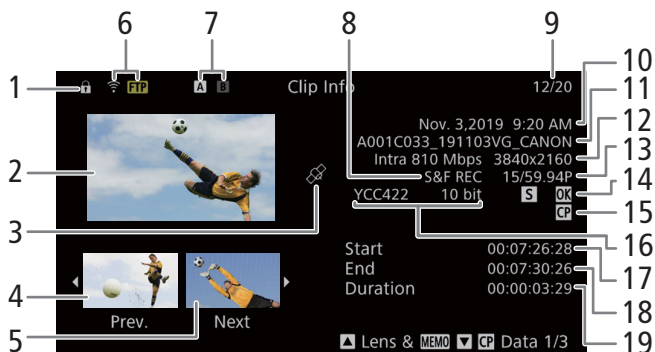 6 7 8 9
1 FTP A B Clip Info 12/20 10
11
Nov. 3,2019 9:20 AM 12
A001C033_191103VG_CANON 13
2 Intra 810 Mbps 3840x2160
S&F REC 15/59.94P 14
YCC422 10 bit S OK
3 CP 15
16
Start 00:07:26:28 17
4 End 00:07:30:26
Duration 00:00:03:29 18
5 Prev. Next
Lens & MEMO CP Data 1/3 19